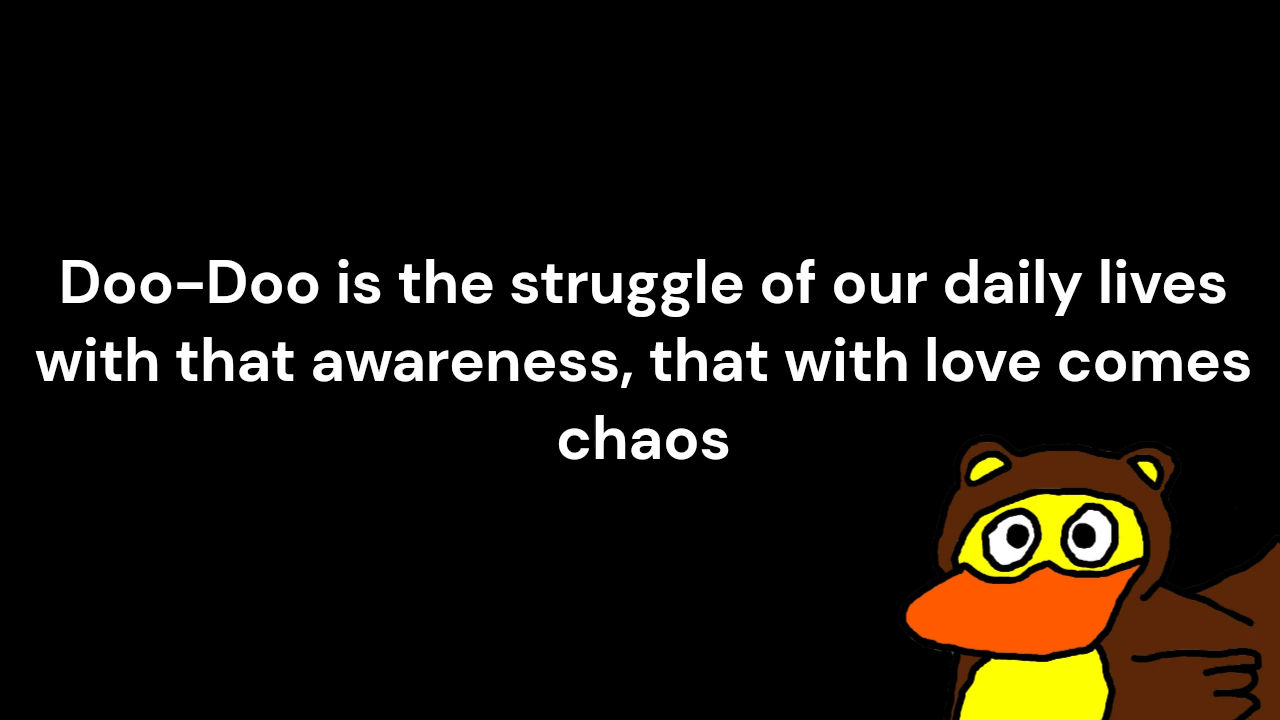 Doo-Doo is the struggle of our daily lives
with that awareness, that with love comes
chaos